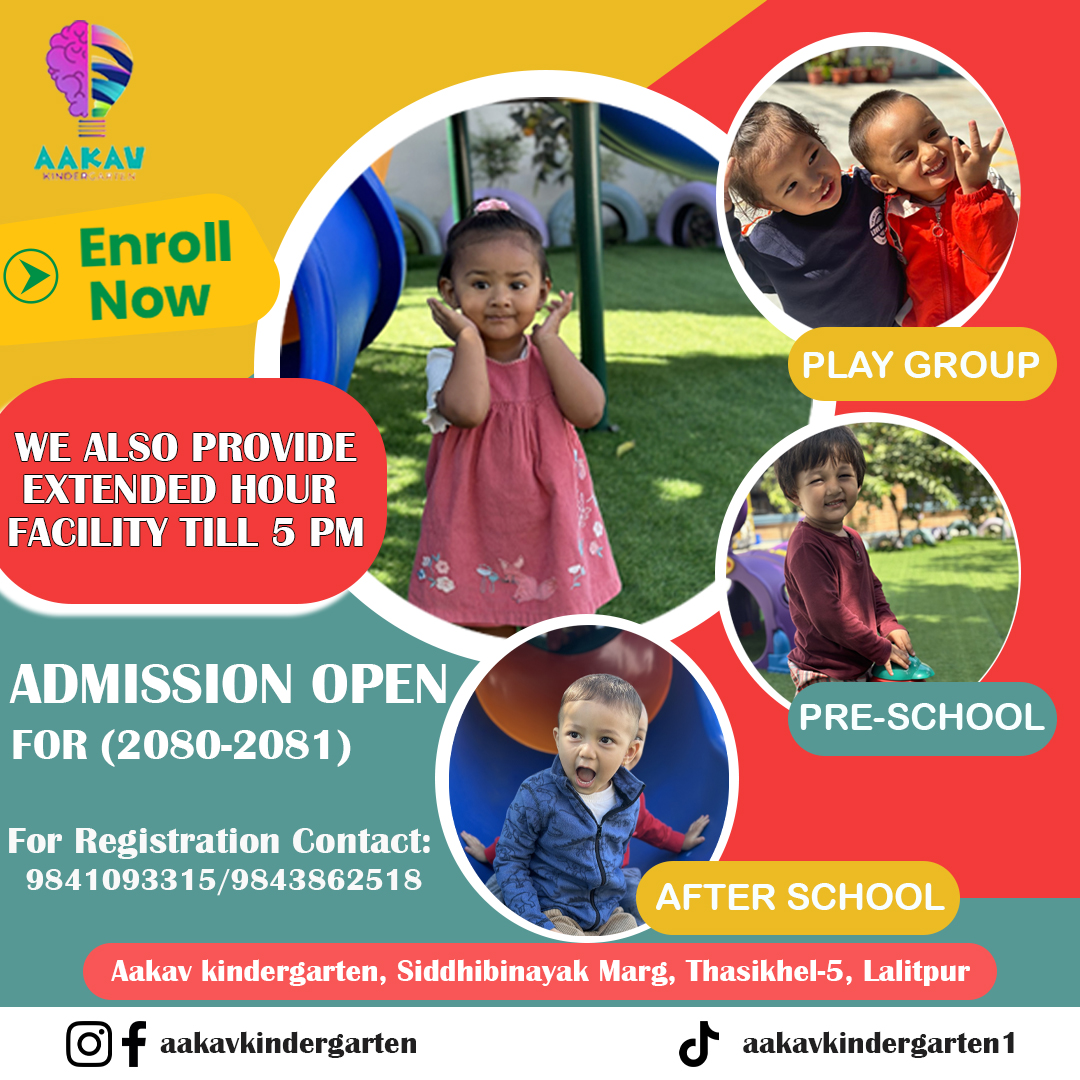 AAKAV
KINDERGARTEN
Enroll
Now
WE ALSO PROVIDE
EXTENDED HOUR
FACILITY TILL 5 PM
PLAY GROUP
PRE-SCHOOL
AFTER SCHOOL
ADMISSION OPEN
FOR (2080-2081)
For Registration Contact:
9841093315/9843862518
Aakav kindergarten, Siddhibinayak Marg, Thasikhel-5, Lalitpur
aakavkindergarten
aakavkindergarten1